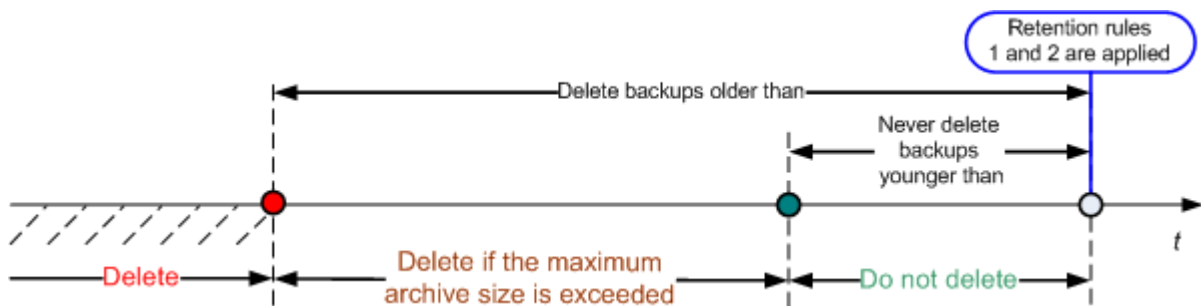 Retention rules
1 and 2 are applied
Delete backups older than
Never delete
backups
younger than
t
Delete
Delete if the maximum
archive size is exceeded
Do not delete